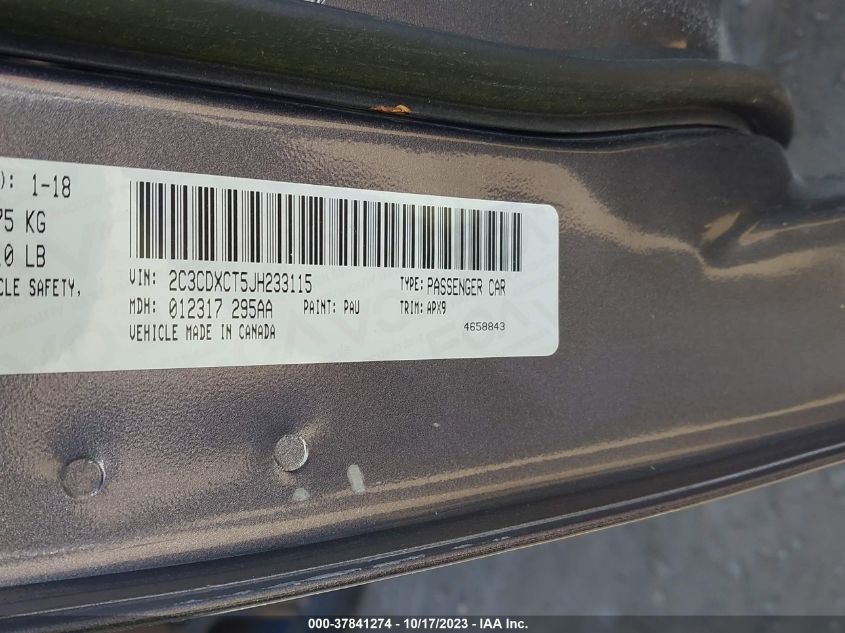 ): 1-18
75 KG
0 LB
CLE SAFETY,
VIN: 2C3CDXCT5JH233115 TYPE: PASSENGER CAR
MDH: 012317 295AA PAINT: PAU TRIM: APX9
VEHICLE MADE IN CANADA 4658843
000-37841274 - 10/17/2023 - IAA Inc.